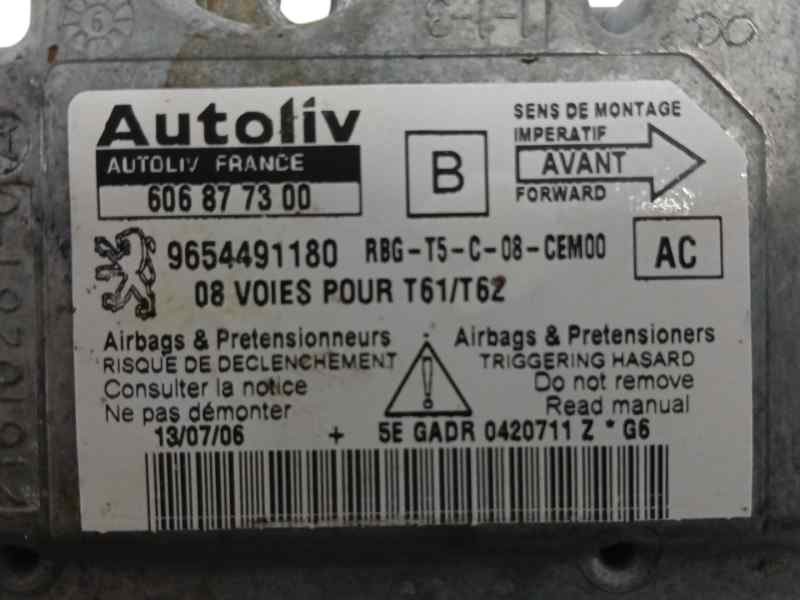 Autoliv
AUTOLIV FRANCE
606 87 73 00
B
SENS DE MONTAGE
IMPERATIF
AVANT
FORWARD
9654491180 RBG-T5-C-08-CEM00
AC
08 VOIES POUR T61/T62
Airbags & Pretensionneurs
RISQUE DE DECLENCHEMENT
Consulter la notice
Ne pas démonter
Airbags & Pretensioners
TRIGGERING HASARD
Do not remove
Read manual
13/07/06 + 5E GADR 0420711 Z * G6